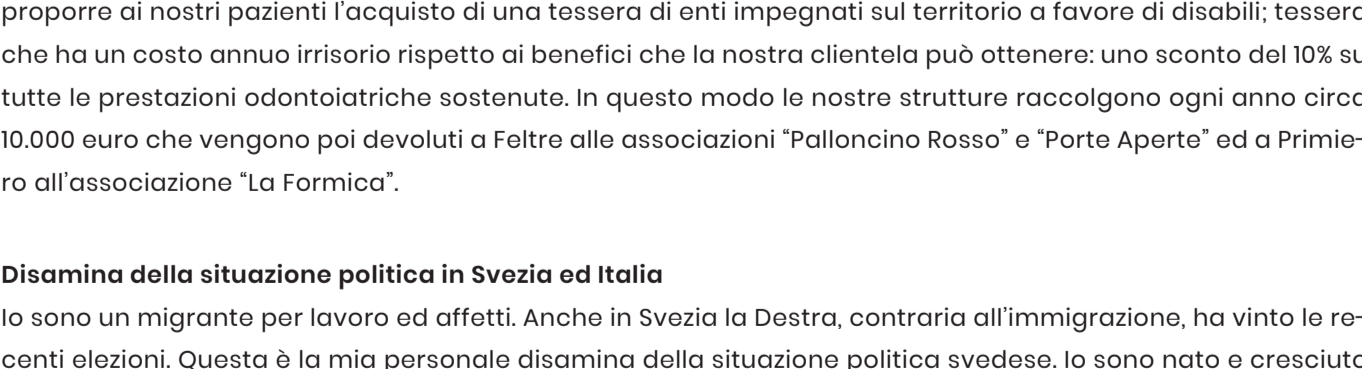 proporre ai nostri pazienti l’acquisto di una tessera di enti impegnati sul territorio a favore di disabili; tessera
che ha un costo annuo irrisorio rispetto ai benefici che la nostra clientela può ottenere: uno sconto del 10% su
tutte le prestazioni odontoiatriche sostenute. In questo modo le nostre strutture raccolgono ogni anno circa
10.000 euro che vengono poi devoluti a Feltre alle associazioni “Palloncino Rosso” e “Porte Aperte” ed a Primie-
ro all’associazione “La Formica”.
Disamina della situazione politica in Svezia ed Italia
Io sono un migrante per lavoro ed affetti. Anche in Svezia la Destra, contraria all’immigrazione, ha vinto le re-
centi elezioni. Questa è la mia personale disamina della situazione politica svedese. Io sono nato e cresciuto